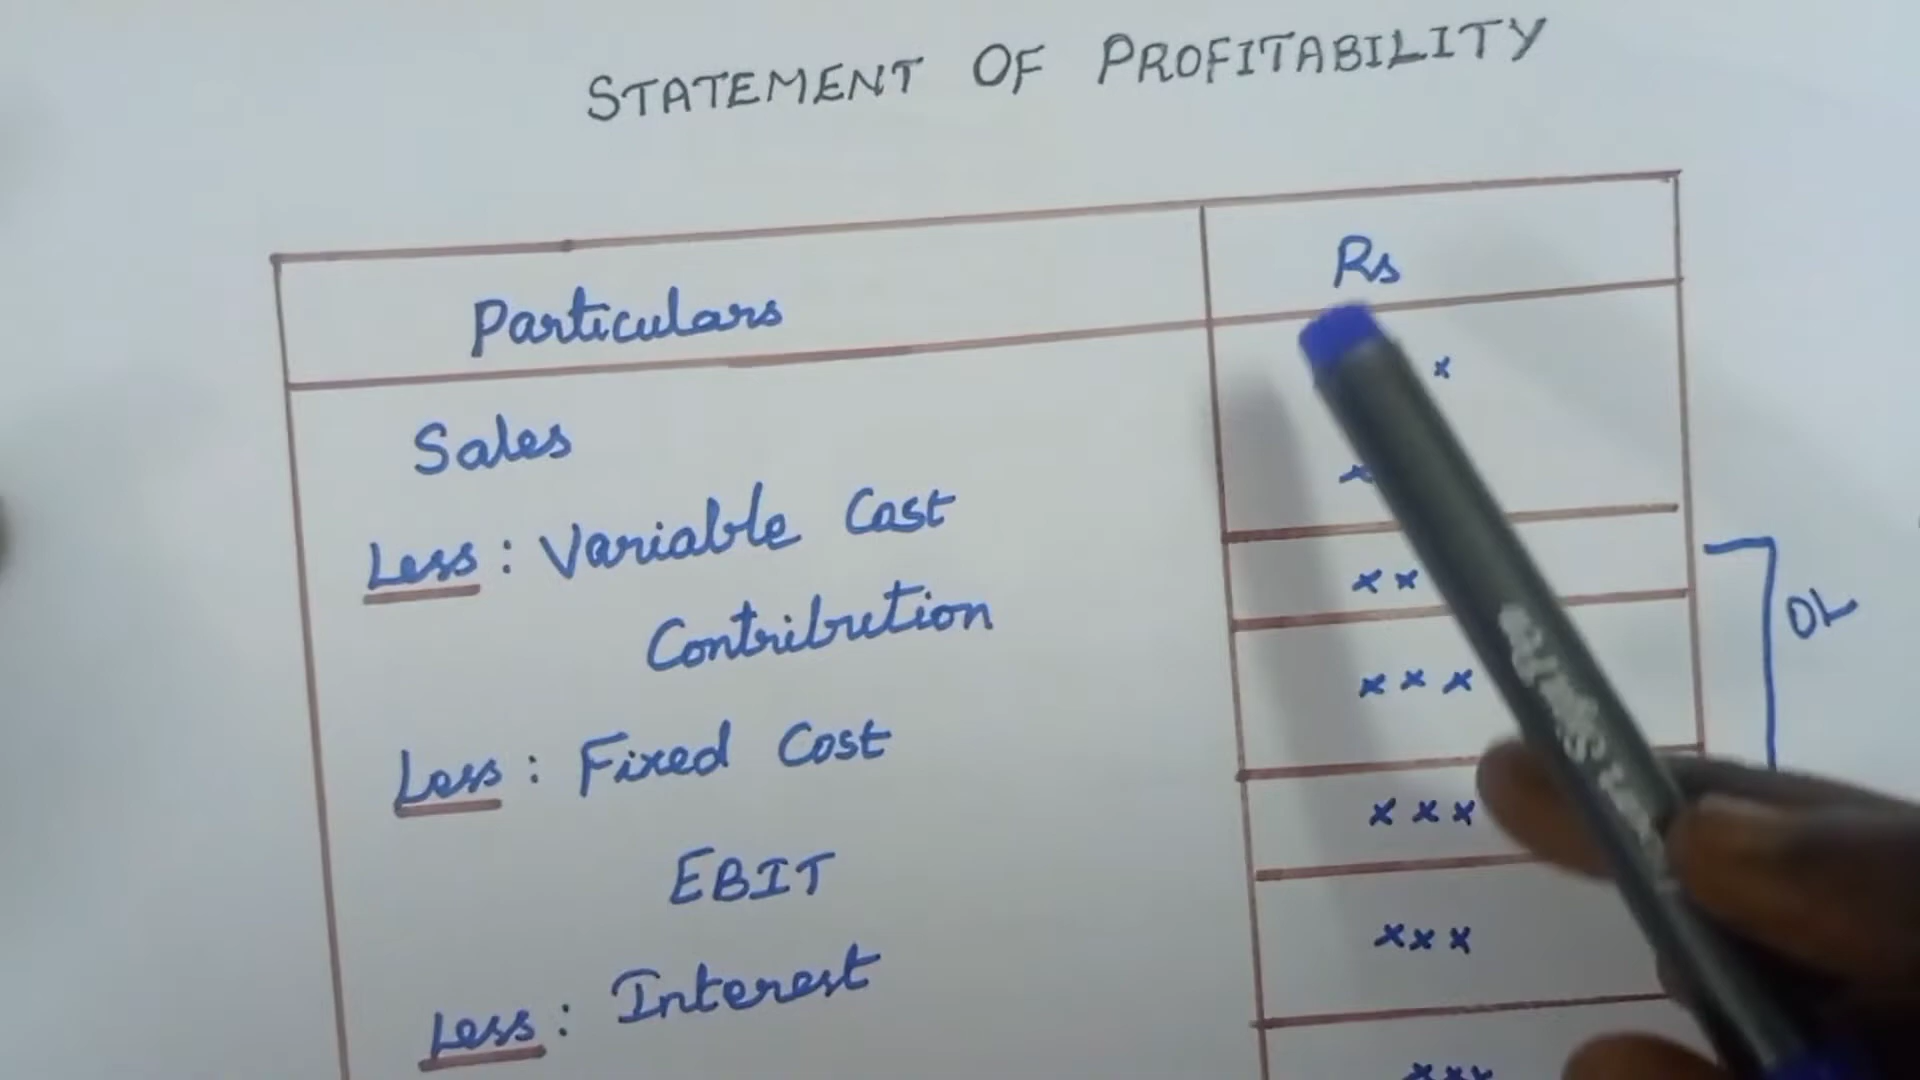 STATEMENT OF PROFITABILITY
Particulars Rs
Sales x
Less: Variable Cost x
Contribution x x
Less: Fixed Cost x x x
EBIT x x x
Less: Interest x x x
x x x
OL